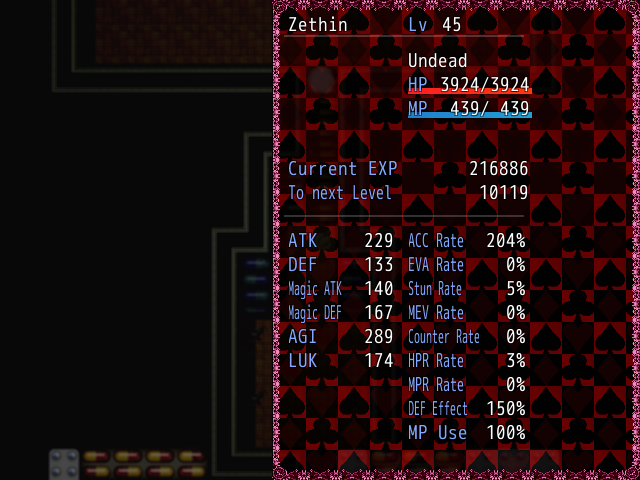 Zethin Lv 45
Undead
HP 3924/3924
MP 439/ 439
Current EXP 216886
To next Level 10119
ATK 229 ACC Rate 204%
DEF 133 EVA Rate 0%
Magic ATK 140 Stun Rate 5%
Magic DEF 167 MEV Rate 0%
AGI 289 Counter Rate 0%
LUK 174 HPR Rate 3%
MPR Rate 0%
DEF Effect 150%
MP Use 100%